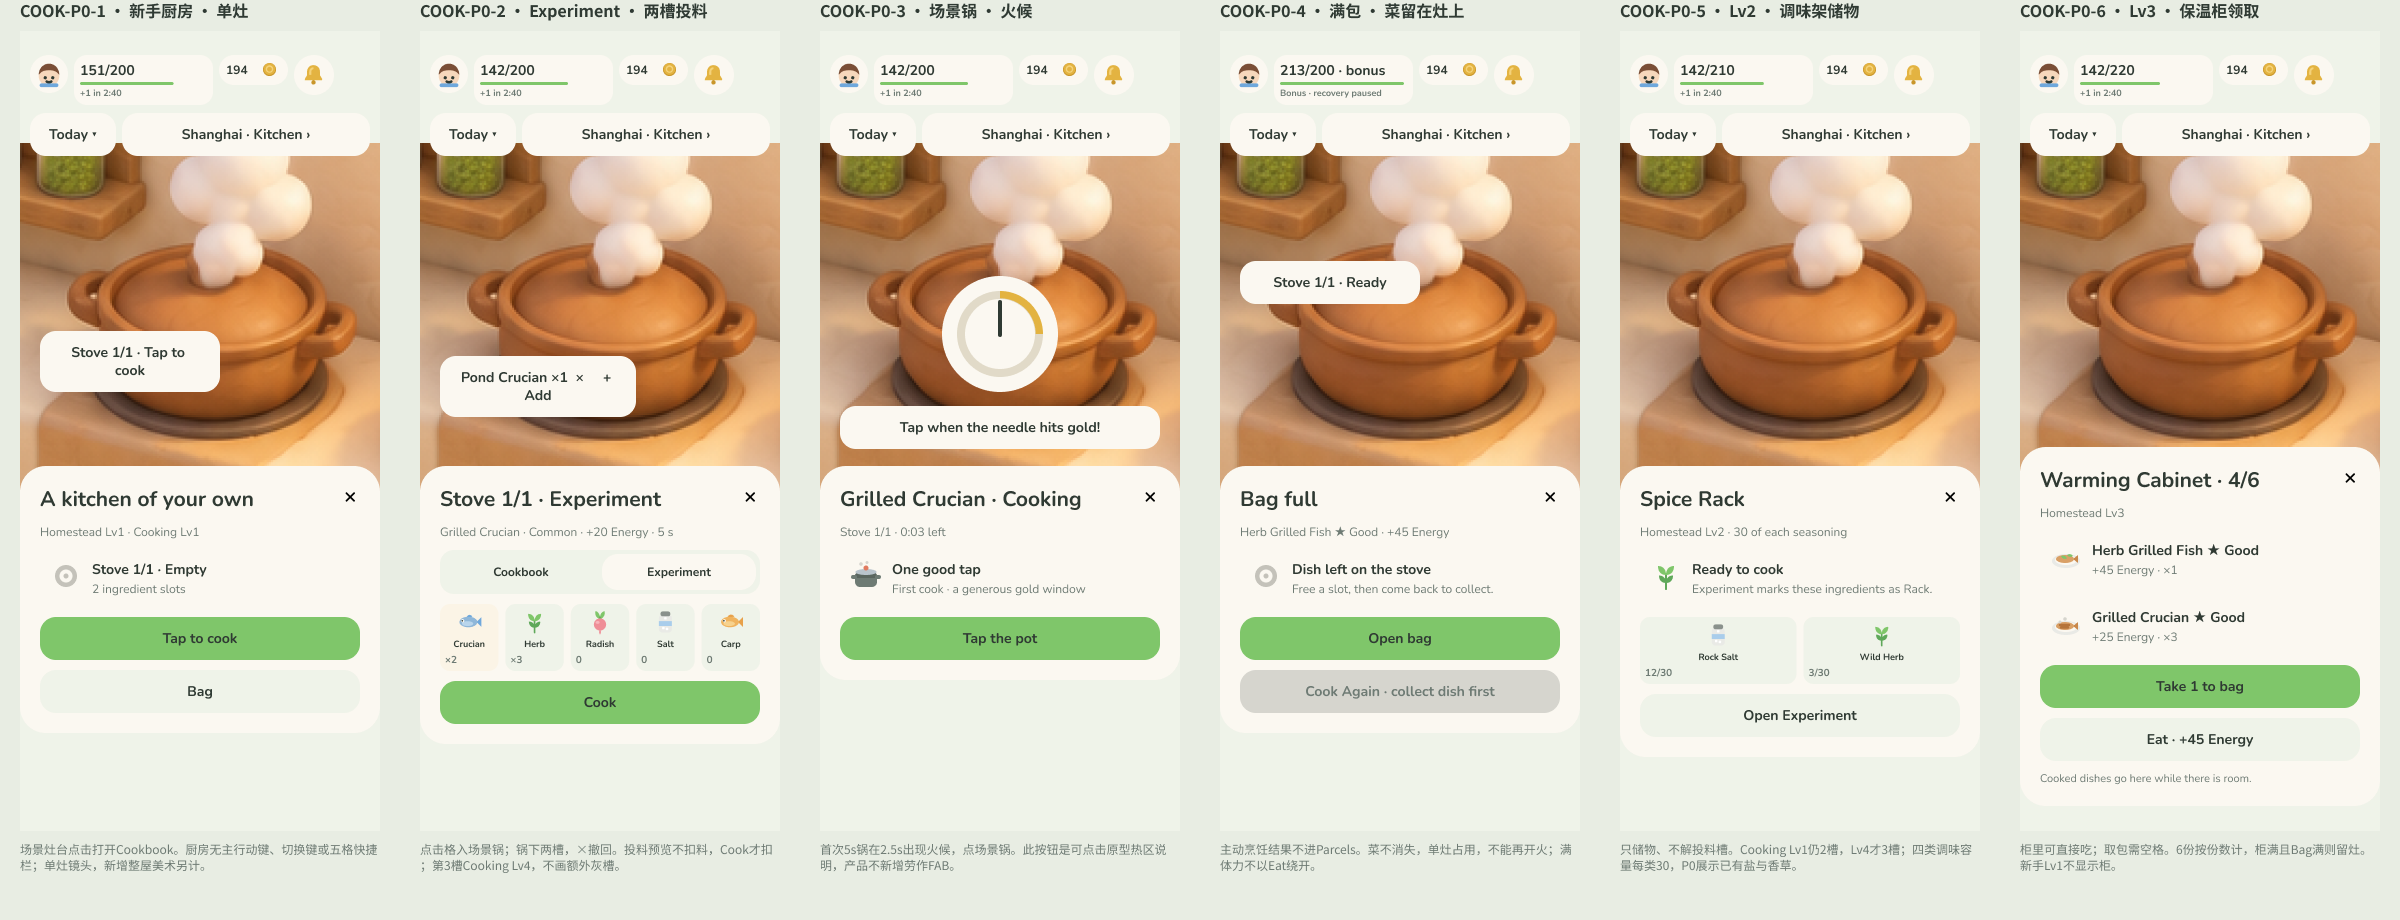 COOK-P0-1 • 新手厨房 • 单灶
151/200
+1 in 2:40
194
Today ▾
Shanghai · Kitchen ›
Stove 1/1 · Tap to
cook
A kitchen of your own
×
Homestead Lv1 · Cooking Lv1
Stove 1/1 · Empty
2 ingredient slots
Tap to cook
Bag
场景灶台点击打开Cookbook。厨房无主行动键、切换键或五格快捷
栏；单灶镜头，新增整屋美术另计。
COOK-P0-2 • Experiment • 两槽投料
142/200
+1 in 2:40
194
Today ▾
Shanghai · Kitchen ›
Pond Crucian ×1 × +
Add
Stove 1/1 · Experiment
×
Grilled Crucian · Common · +20 Energy · 5 s
Cookbook
Experiment
Crucian
×2
Herb
×3
Radish
0
Salt
0
Carp
0
Cook
点击格入场景锅；锅下两槽，×撤回。投料预览不扣料，Cook才扣
；第3槽Cooking Lv4，不画额外灰槽。
COOK-P0-3 • 场景锅 • 火候
142/200
+1 in 2:40
194
Today ▾
Shanghai · Kitchen ›
Tap when the needle hits gold!
Grilled Crucian · Cooking
×
Stove 1/1 · 0:03 left
One good tap
First cook · a generous gold window
Tap the pot
首次5s锅在2.5s出现火候，点场景锅。此按钮是可点击原型热区说
明，产品不新增劳作FAB。
COOK-P0-4 • 满包 • 菜留在灶上
213/200 · bonus
Bonus · recovery paused
194
Today ▾
Shanghai · Kitchen ›
Stove 1/1 · Ready
Bag full
×
Herb Grilled Fish ★ Good · +45 Energy
Dish left on the stove
Free a slot, then come back to collect.
Open bag
Cook Again · collect dish first
主动烹饪结果不进Parcels。菜不消失，单灶占用，不能再开火；满
体力不以Eat绕开。
COOK-P0-5 • Lv2 • 调味架储物
142/210
+1 in 2:40
194
Today ▾
Shanghai · Kitchen ›
Spice Rack
×
Homestead Lv2 · 30 of each seasoning
Ready to cook
Experiment marks these ingredients as Rack.
Rock Salt
12/30
Wild Herb
3/30
Open Experiment
只储物、不解投料槽。Cooking Lv1仍2槽，Lv4才3槽；四类调味容
量每类30，P0展示已有盐与香草。
COOK-P0-6 • Lv3 • 保温柜领取
142/220
+1 in 2:40
194
Today ▾
Shanghai · Kitchen ›
Warming Cabinet · 4/6
×
Homestead Lv3
Herb Grilled Fish ★ Good
+45 Energy · ×1
Grilled Crucian ★ Good
+25 Energy · ×3
Take 1 to bag
Eat · +45 Energy
Cooked dishes go here while there is room.
柜里可直接吃；取包需空格。6份按份数计，柜满且Bag满则留灶。
新手Lv1不显示柜。